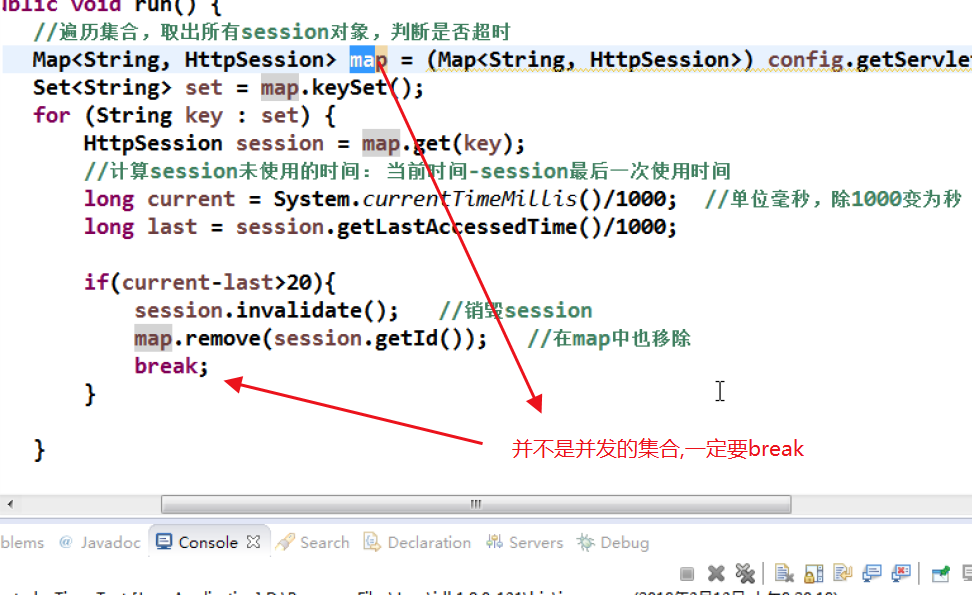 ublic void run() {
//遍历集合，取出所有session对象，判断是否超时
Map<String, HttpSession> map = (Map<String, HttpSession>) config.getServlet
Set<String> set = map.keySet();
for (String key : set) {
HttpSession session = map.get(key);
//计算session未使用的时间：当前时间-session最后一次使用时间
long current = System.currentTimeMillis()/1000; //单位毫秒，除1000变为秒
long last = session.getLastAccessedTime()/1000;
if(current-last>20){
session.invalidate(); //销毁session
map.remove(session.getId()); //在map中也移除
break;
}
并不是并发的集合,一定要break
}
blems @ Javadoc Console Search Declaration Servers Debug